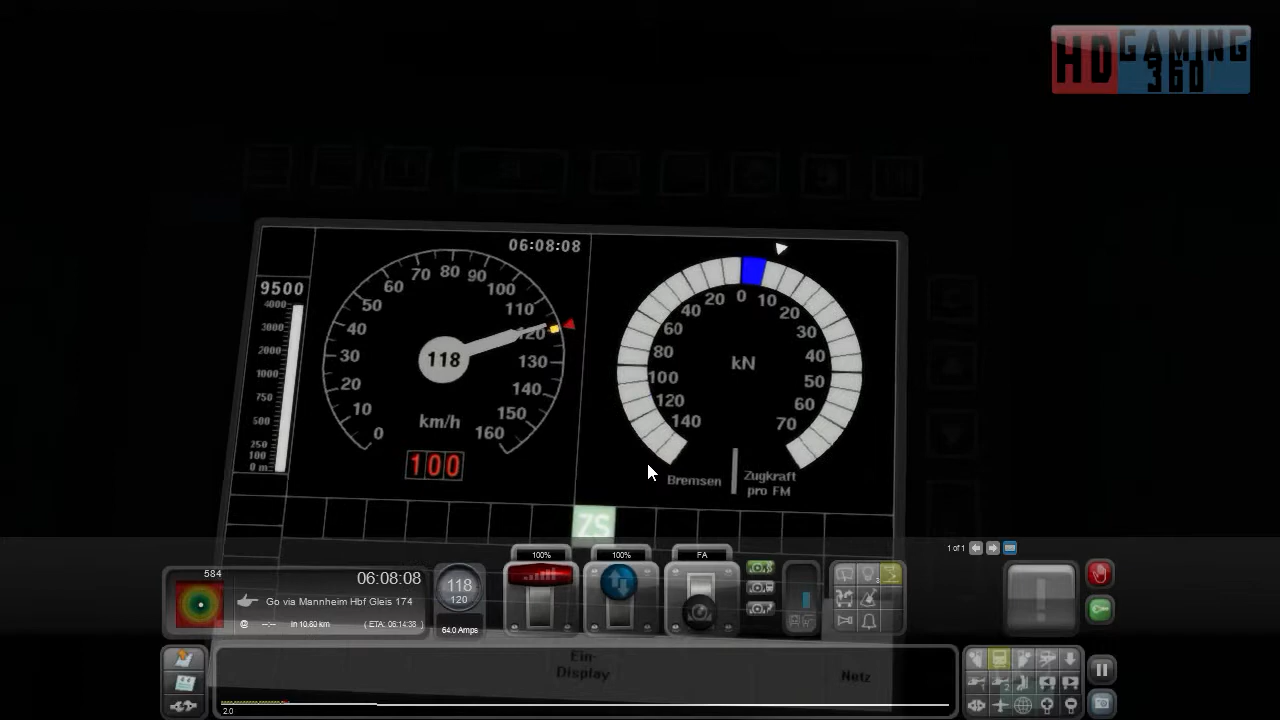 HD GAMING
360
06:08:08
9500
4000
3000
2000
1000
750
500
250
100
0 m
0 10 20 30 40 50 60 70 80 90 100 110 120 130 140 150 160
118
km/h
100
140 120 100 80 60 40 20 0 10 20 30 40 50 60 70
kN
Bremsen
Zugkraft
pro FM
ZS
1 of 1
584
06:08:08
Go via Mannheim Hbf Gleis 174
--:--
in 10.80 km
( ETA: 06:14:38 )
118
120
64.0 Amps
100%
100%
FA
3
2
Ein-
Display
Netz
2.0